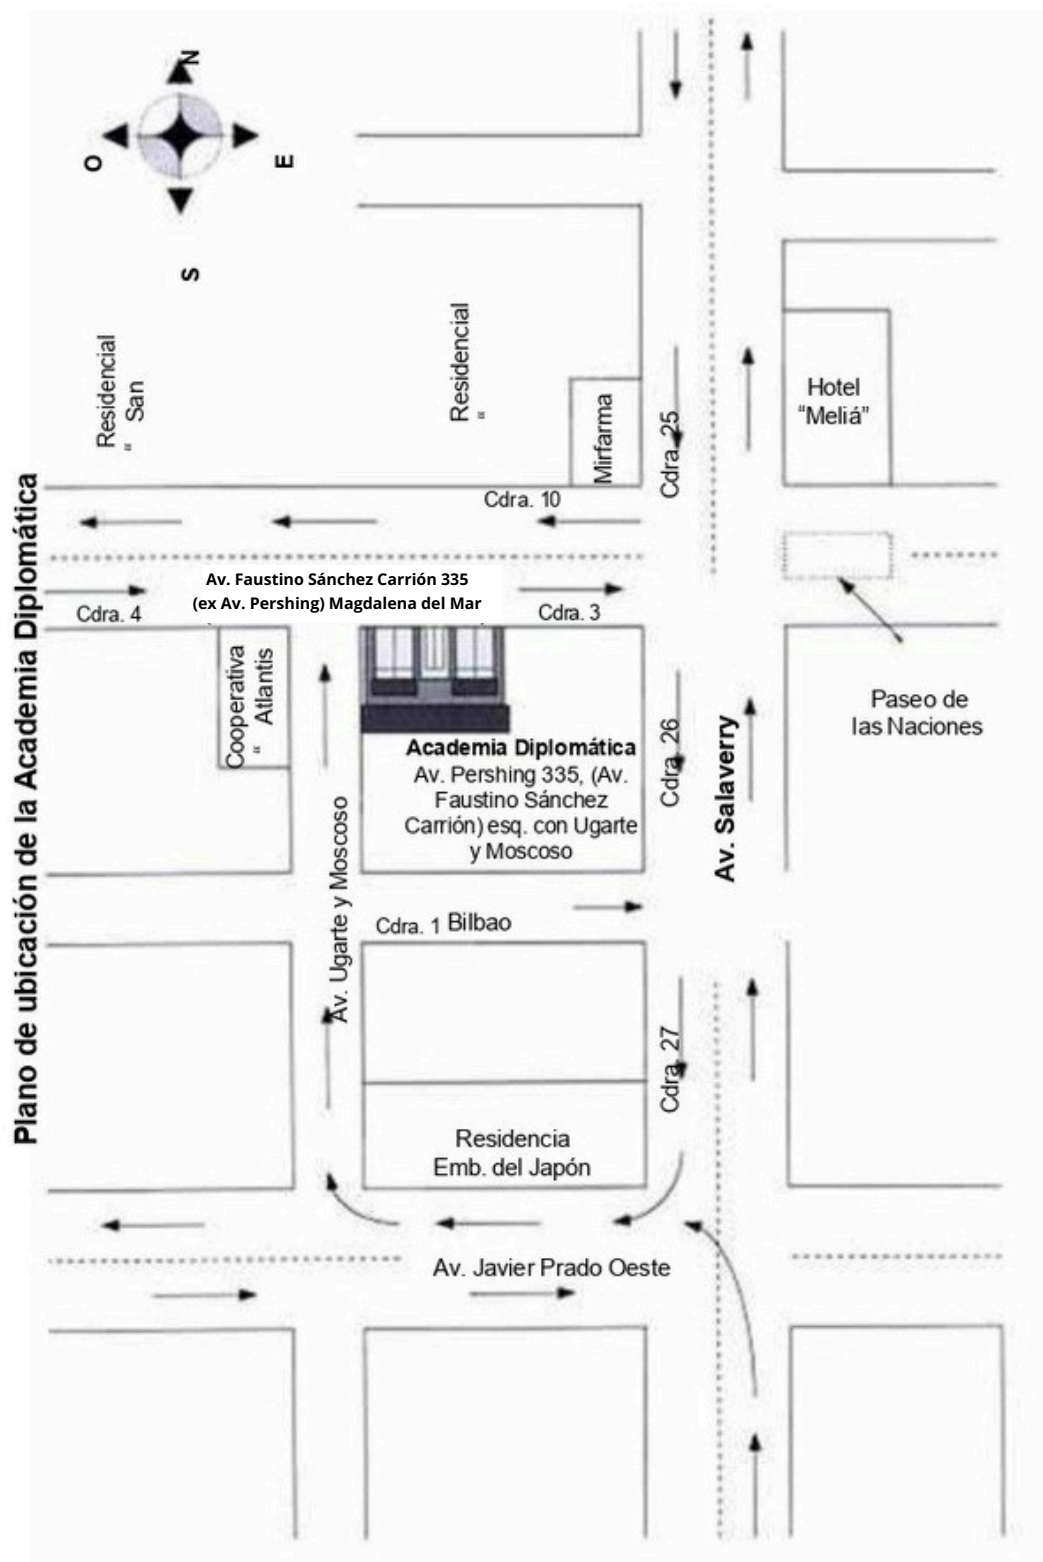 Plano de ubicación de la Academia Diplomática
N
O
E
S
Residencial
“ San
Residencial
“
Mirfarma
Cdra. 25
Hotel
“Meliá”
Cdra. 10
Av. Faustino Sánchez Carrión 335
(ex Av. Pershing) Magdalena del Mar
Cdra. 4
Cdra. 3
Cooperativa
“ Atlantis
Academia Diplomática
Av. Pershing 335, (Av.
Faustino Sánchez
Carrión) esq. con Ugarte
y Moscoso
Cdra. 26
Av. Salaverry
Paseo de
las Naciones
Av. Ugarte y Moscoso
Cdra. 1 Bilbao
Cdra. 27
Residencia
Emb. del Japón
Av. Javier Prado Oeste